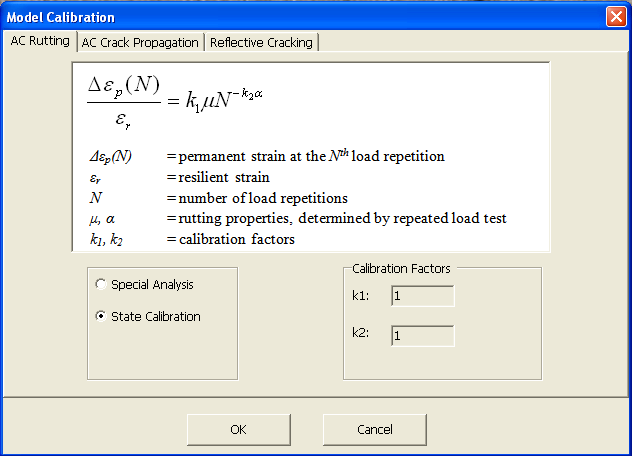 Model Calibration
AC Rutting AC Crack Propagation Reflective Cracking
Δε_p(N) / ε_r = k_1 μN^{-k_2 α}
Δε_p(N) = permanent strain at the N^th load repetition
ε_r = resilient strain
N = number of load repetitions
μ, α = rutting properties, determined by repeated load test
k_1, k_2 = calibration factors
Special Analysis
State Calibration
Calibration Factors
k1: 1
k2: 1
OK Cancel